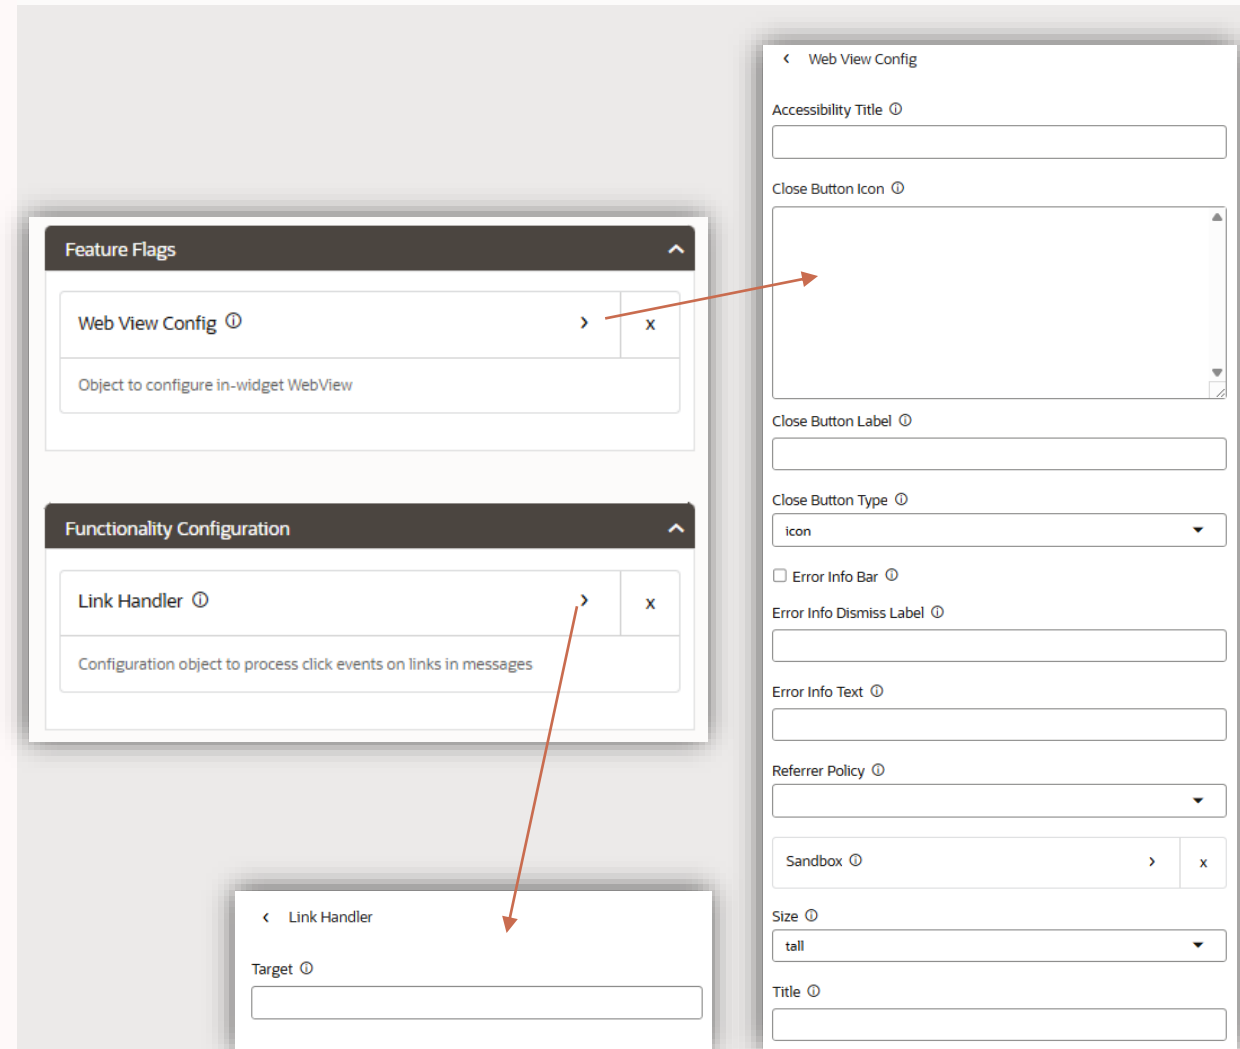 Feature Flags
Web View Config
x
Object to configure in-widget WebView
Functionality Configuration
Link Handler
x
Configuration object to process click events on links in messages
Link Handler
Target
Web View Config
Accessibility Title
Close Button Icon
Close Button Label
Close Button Type
icon
Error Info Bar
Error Info Dismiss Label
Error Info Text
Referrer Policy
Sandbox
x
Size
tall
Title